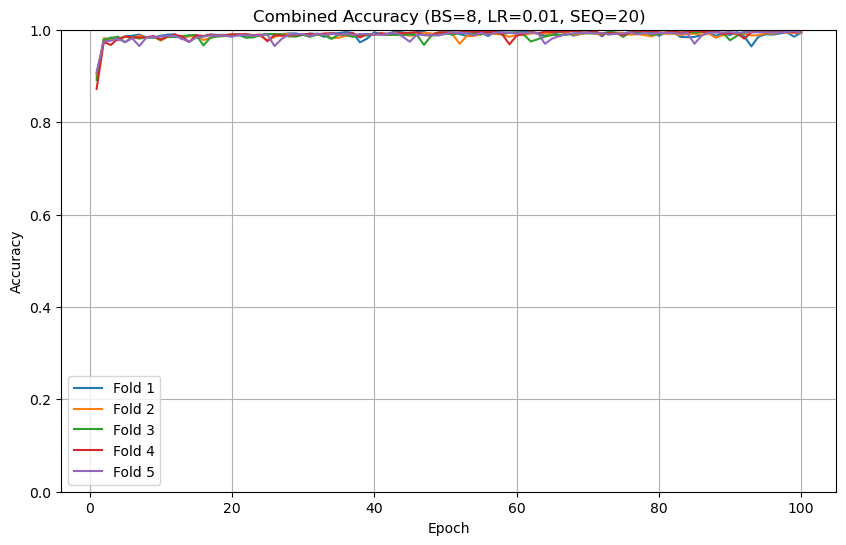 Combined Accuracy (BS=8, LR=0.01, SEQ=20)
1.0
0.8
0.6
0.4
0.2
0.0
Accuracy
Fold 1
Fold 2
Fold 3
Fold 4
Fold 5
0 20 40 60 80 100
Epoch